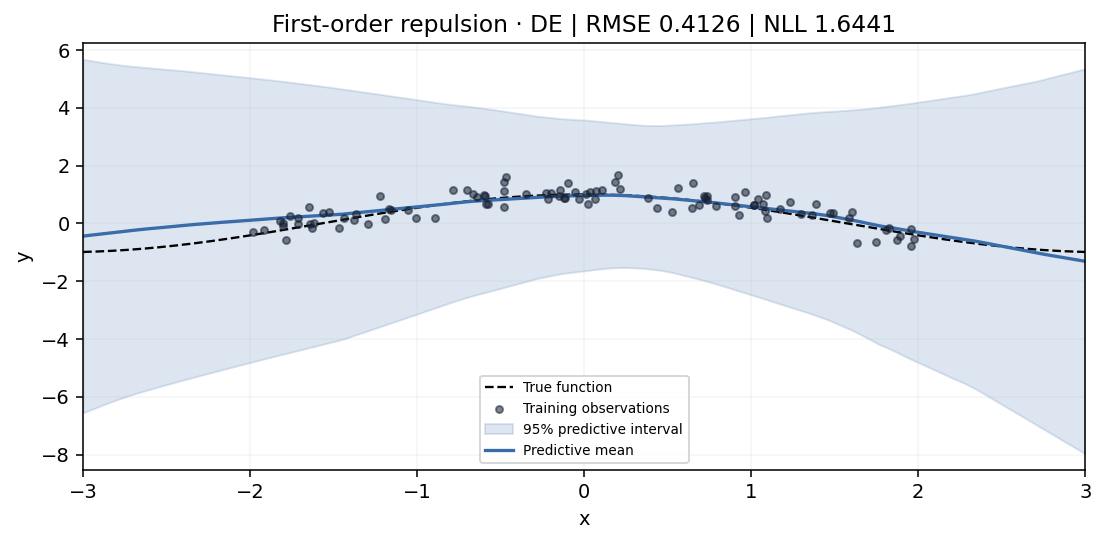 First-order repulsion · DE | RMSE 0.4126 | NLL 1.6441
y
6
4
2
0
−2
−4
−6
−8
True function
Training observations
95% predictive interval
Predictive mean
−3
−2
−1
0
1
2
3
x